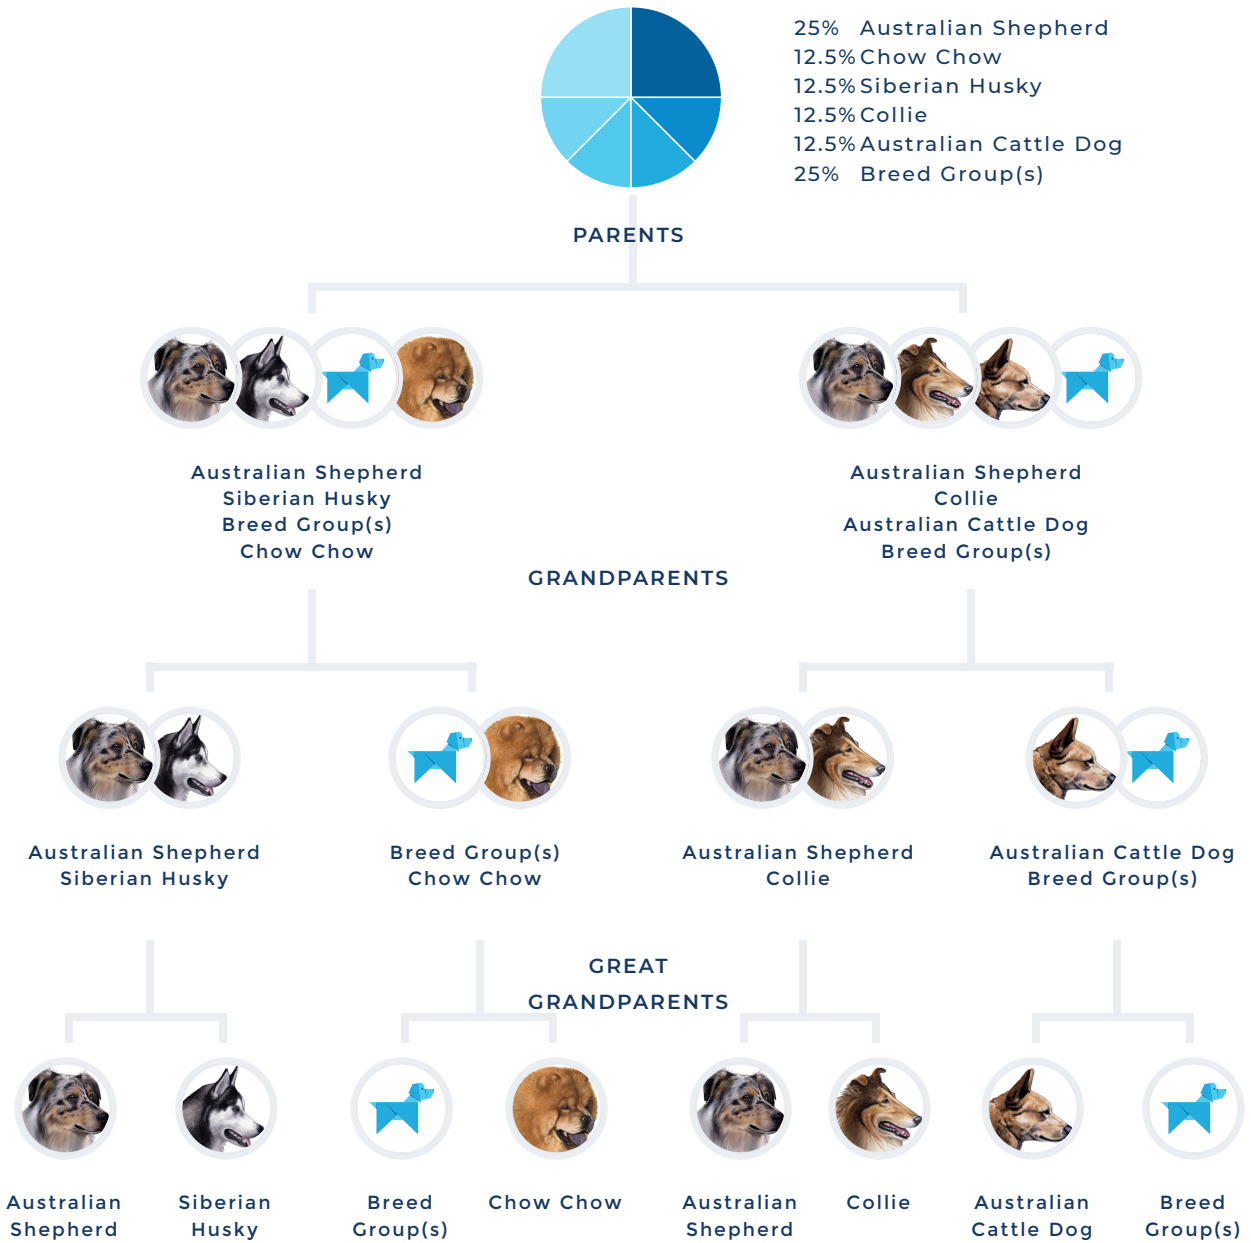 25% Australian Shepherd
12.5% Chow Chow
12.5% Siberian Husky
12.5% Collie
12.5% Australian Cattle Dog
25% Breed Group(s)
PARENTS
Australian Shepherd
Siberian Husky
Breed Group(s)
Chow Chow
Australian Shepherd
Collie
Australian Cattle Dog
Breed Group(s)
GRANDPARENTS
Australian Shepherd
Siberian Husky
Breed Group(s)
Chow Chow
Australian Shepherd
Collie
Australian Cattle Dog
Breed Group(s)
GREAT
GRANDPARENTS
Australian
Shepherd
Siberian
Husky
Breed
Group(s)
Chow Chow
Australian
Shepherd
Collie
Australian
Cattle Dog
Breed
Group(s)